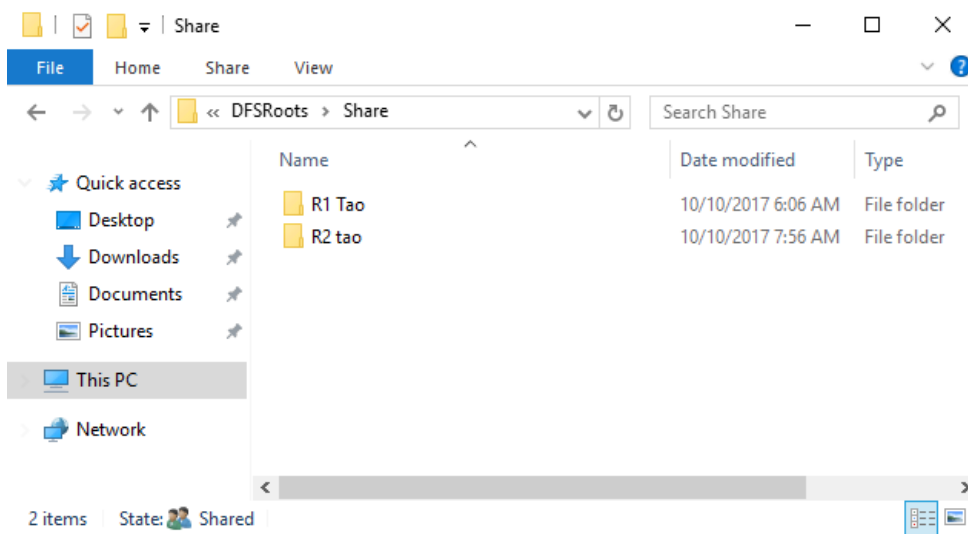 Share
File Home Share View
« DFSRoots > Share Search Share
Name Date modified Type
Quick access
R1 Tao 10/10/2017 6:06 AM File folder
Desktop
R2 tao 10/10/2017 7:56 AM File folder
Downloads
Documents
Pictures
This PC
Network
2 items State: Shared